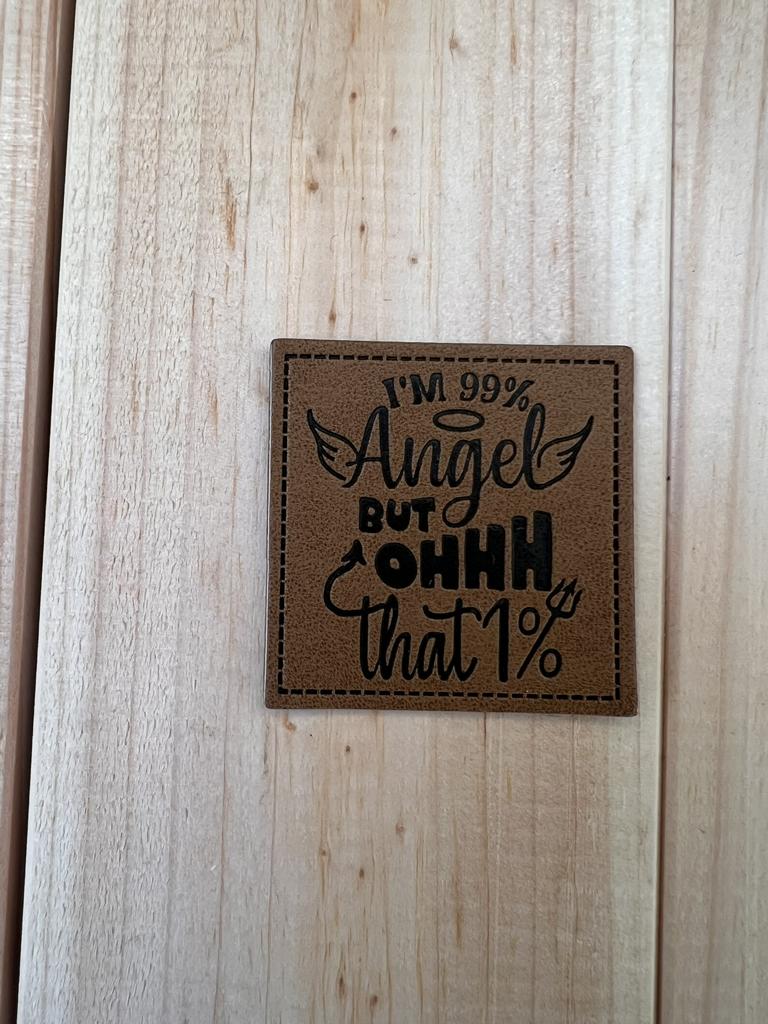 I'M 99%
Angel
BUT
OHHH
that 1%